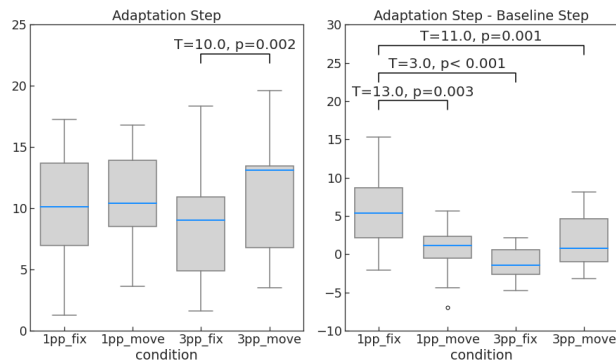 Adaptation Step
25
20
15
10
5
0
T=10.0, p=0.002
1pp_fix 1pp_move 3pp_fix 3pp_move
condition
Adaptation Step - Baseline Step
30
25
20
15
10
5
0
−5
−10
T=11.0, p=0.001
T=3.0, p< 0.001
T=13.0, p=0.003
1pp_fix 1pp_move 3pp_fix 3pp_move
condition